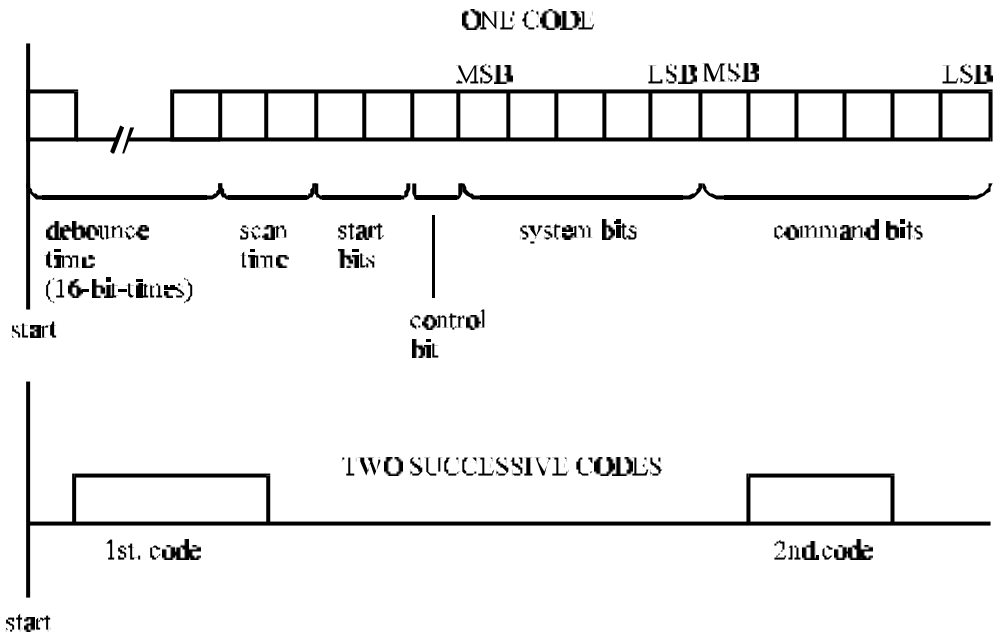 ONE CODE
MSB LSB MSB LSB
debounce
time
(16-bit-times)
scan
time
start
bits
system bits
command bits
start
control
bit
TWO SUCCESSIVE CODES
1st. code
2nd.code
start